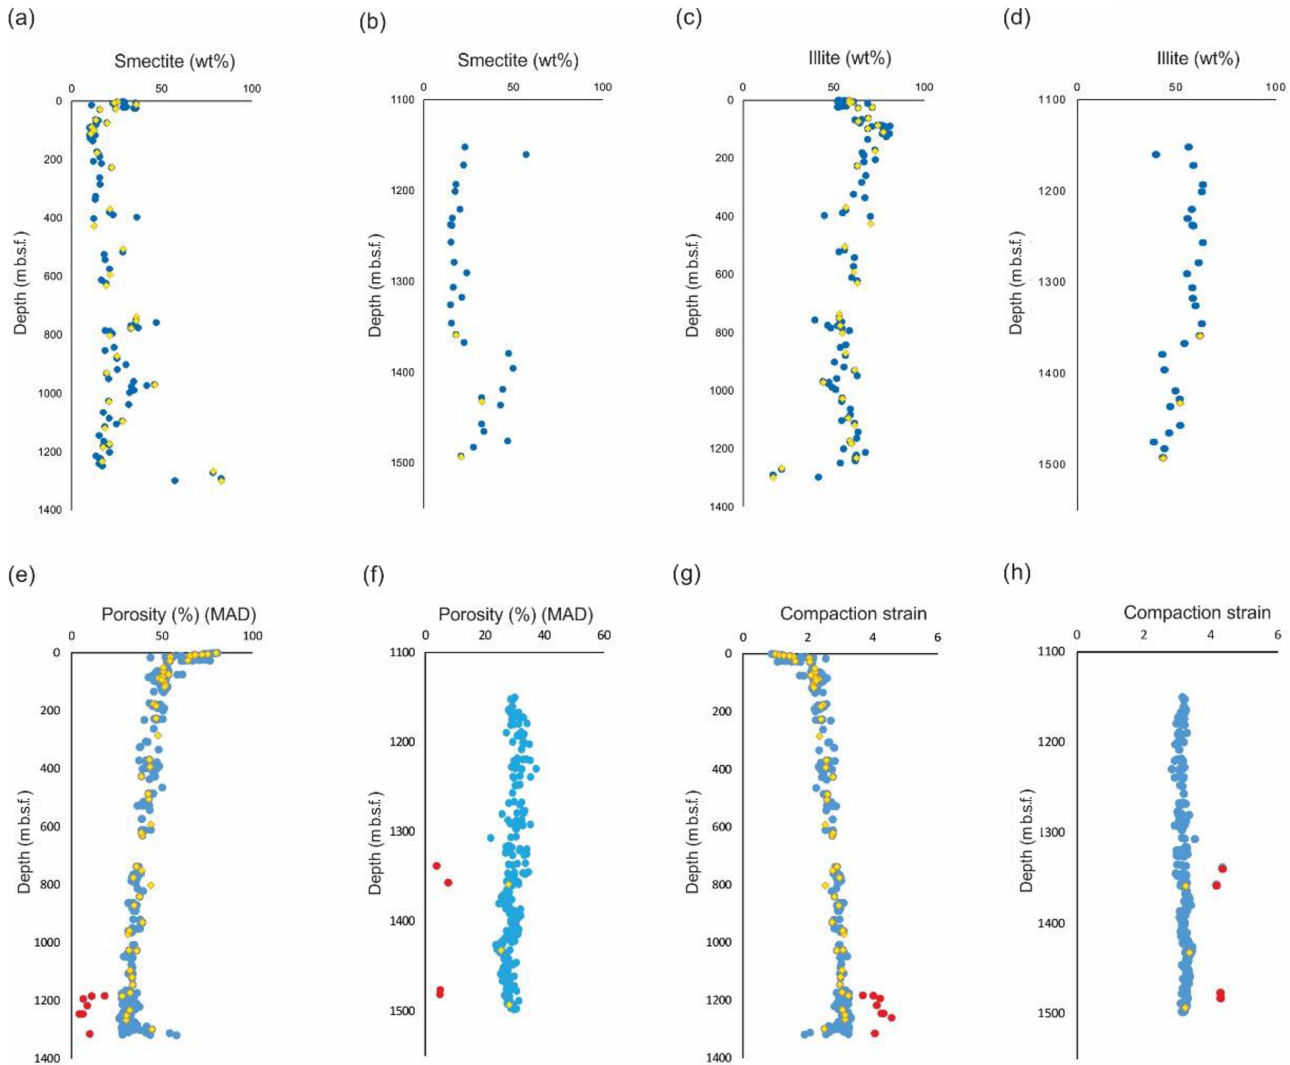 (a)
(b)
(c)
(d)
Smectite (wt%)
Smectite (wt%)
Illite (wt%)
Illite (wt%)
0 50 100
0 50 100
0 50 100
0 50 100
0
200
400
600
800
1000
1200
1400
Depth (m b.s.f.)
1100
1200
1300
1400
1500
Depth (m b.s.f.)
0
200
400
600
800
1000
1200
1400
Depth (m b.s.f.)
1100
1200
1300
1400
1500
Depth (m b.s.f.)
(e)
(f)
(g)
(h)
Porosity (%) (MAD)
Porosity (%) (MAD)
Compaction strain
Compaction strain
0 50 100
0 20 40 60
0 2 4 6
0 2 4 6
0
200
400
600
800
1000
1200
1400
Depth (m b.s.f.)
1100
1200
1300
1400
1500
Depth (m b.s.f.)
0
200
400
600
800
1000
1200
1400
Depth (m b.s.f.)
1100
1200
1300
1400
1500
Depth (m b.s.f.)